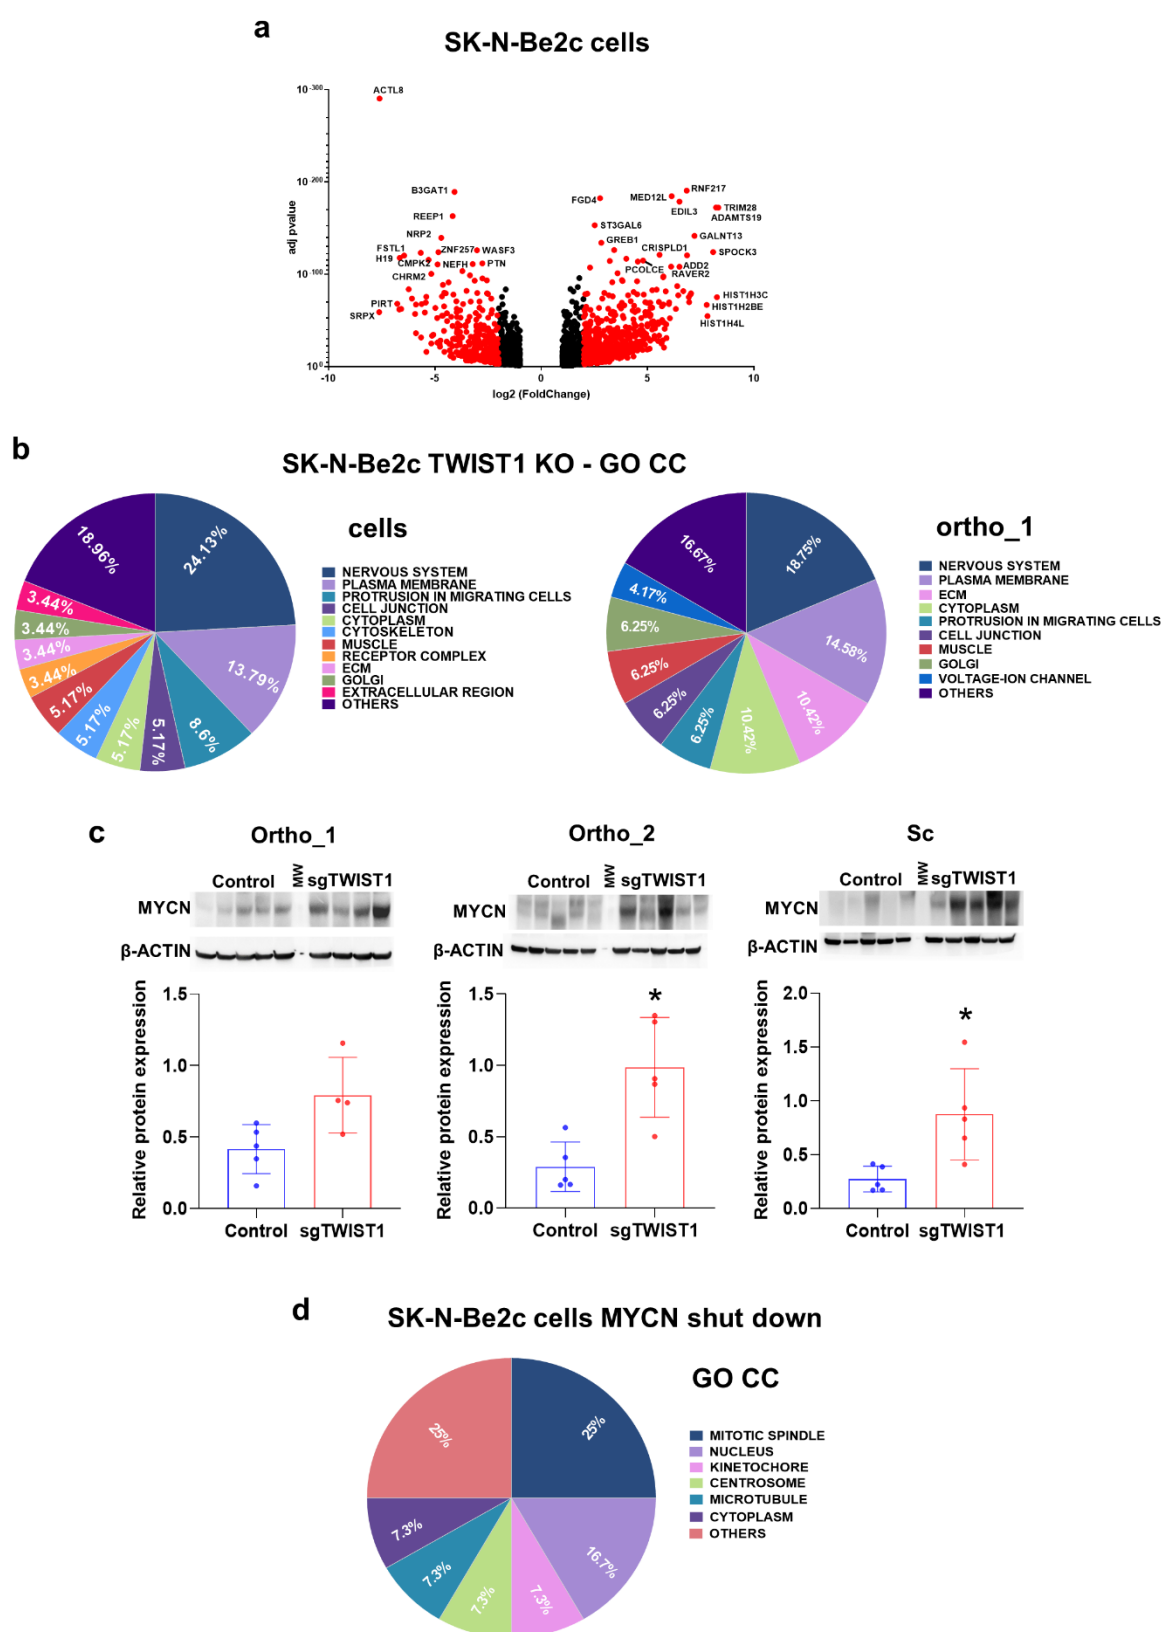 a
SK-N-Be2c cells
10-300
10-200
10-100
100
adj pvalue
ACTL8
B3GAT1
REEP1
NRP2
FSTL1
ZNF257
WASF3
H19
CMPK2
NEFH
PTN
CHRM2
PIRT
SRPX
FGD4
MED12L
RNF217
EDIL3
TRIM28
ADAMTS19
ST3GAL6
GREB1
GALNT13
CRISPLD1
SPOCK3
PCOLCE
ADD2
RAVER2
HIST1H3C
HIST1H2BE
HIST1H4L
-10 -5 0 5 10
log2 (FoldChange)
b
SK-N-Be2c TWIST1 KO - GO CC
24.13%
13.79%
8.6%
5.17%
5.17%
5.17%
5.17%
3.44%
3.44%
3.44%
3.44%
18.96%
cells
NERVOUS SYSTEM
PLASMA MEMBRANE
PROTRUSION IN MIGRATING CELLS
CELL JUNCTION
CYTOPLASM
CYTOSKELETON
MUSCLE
RECEPTOR COMPLEX
ECM
GOLGI
EXTRACELLULAR REGION
OTHERS
18.75%
14.58%
10.42%
10.42%
6.25%
6.25%
6.25%
6.25%
4.17%
16.67%
ortho_1
NERVOUS SYSTEM
PLASMA MEMBRANE
ECM
CYTOPLASM
PROTRUSION IN MIGRATING CELLS
CELL JUNCTION
MUSCLE
GOLGI
VOLTAGE-ION CHANNEL
OTHERS
c
Ortho_1
Control MW sgTWIST1
MYCN
β-ACTIN
Relative protein expression
1.5
1.0
0.5
0.0
Control sgTWIST1
Ortho_2
Control MW sgTWIST1
MYCN
β-ACTIN
Relative protein expression
1.5
1.0
0.5
0.0
*
Control sgTWIST1
Sc
Control MW sgTWIST1
MYCN
β-ACTIN
Relative protein expression
2.0
1.5
1.0
0.5
0.0
*
Control sgTWIST1
d
SK-N-Be2c cells MYCN shut down
25%
16.7%
7.3%
7.3%
7.3%
7.3%
25%
GO CC
MITOTIC SPINDLE
NUCLEUS
KINETOCHORE
CENTROSOME
MICROTUBULE
CYTOPLASM
OTHERS